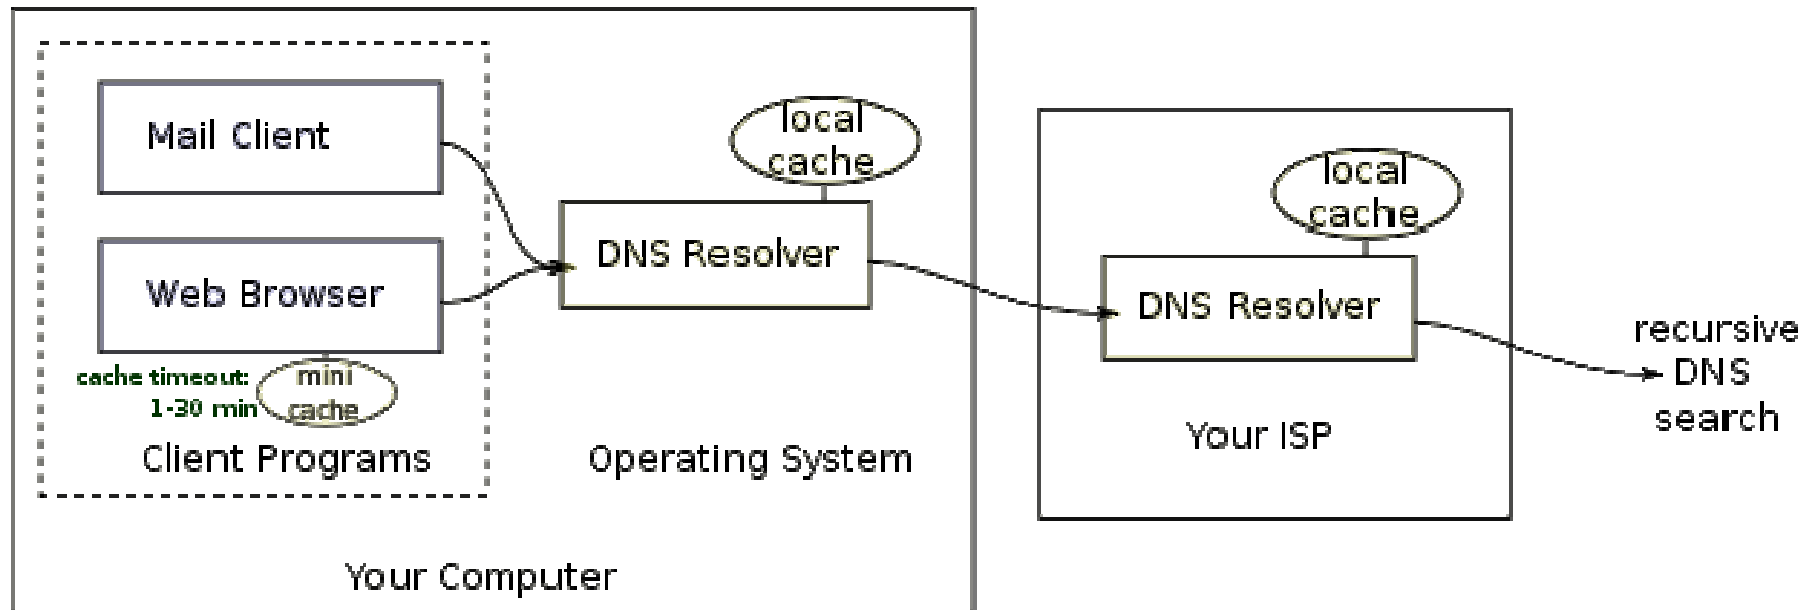 Mail Client
Web Browser
cache timeout:
1-30 min
mini
cache
Client Programs
local
cache
DNS Resolver
Operating System
Your Computer
local
cache
DNS Resolver
Your ISP
recursive
DNS
search